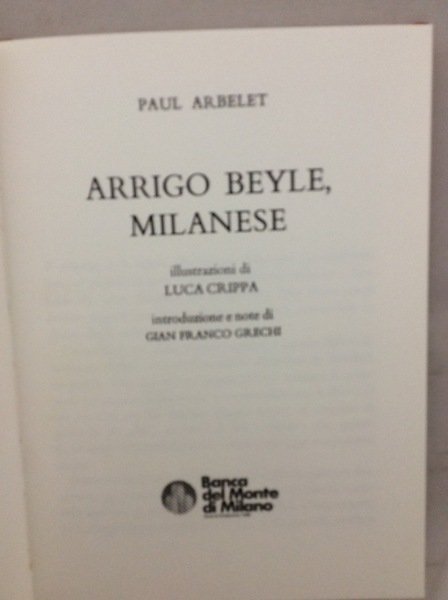 PAUL ARBELET
ARRIGO BEYLE,
MILANESE
illustrazioni di
LUCA CRIPPA
introduzione e note di
GIAN FRANCO GRECHI
Banca
del Monte
di Milano